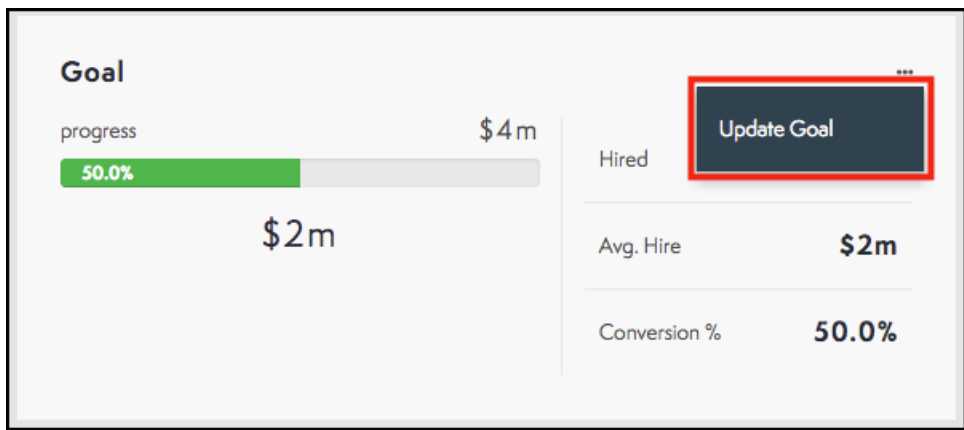 Goal
...
progress
$4m
50.0%
$2m
Update Goal
Hired
Avg. Hire
$2m
Conversion %
50.0%